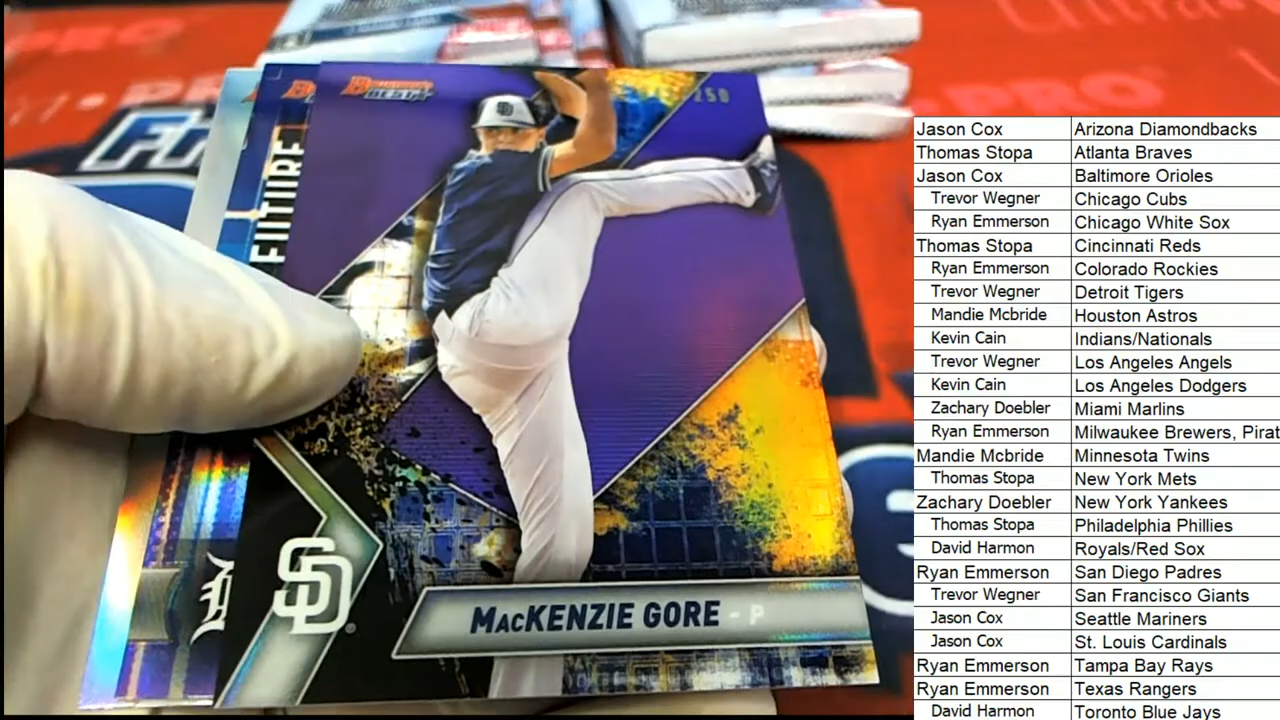 BOWMAN'S
BEST
250
FUTURE
SD
MACKENZIE GORE - P
PRO
Jason Cox Arizona Diamondbacks
Thomas Stopa Atlanta Braves
Jason Cox Baltimore Orioles
Trevor Wegner Chicago Cubs
Ryan Emmerson Chicago White Sox
Thomas Stopa Cincinnati Reds
Ryan Emmerson Colorado Rockies
Trevor Wegner Detroit Tigers
Mandie Mcbride Houston Astros
Kevin Cain Indians/Nationals
Trevor Wegner Los Angeles Angels
Kevin Cain Los Angeles Dodgers
Zachary Doebler Miami Marlins
Ryan Emmerson Milwaukee Brewers, Pirat
Mandie Mcbride Minnesota Twins
Thomas Stopa New York Mets
Zachary Doebler New York Yankees
Thomas Stopa Philadelphia Phillies
David Harmon Royals/Red Sox
Ryan Emmerson San Diego Padres
Trevor Wegner San Francisco Giants
Jason Cox Seattle Mariners
Jason Cox St. Louis Cardinals
Ryan Emmerson Tampa Bay Rays
Ryan Emmerson Texas Rangers
David Harmon Toronto Blue Jays